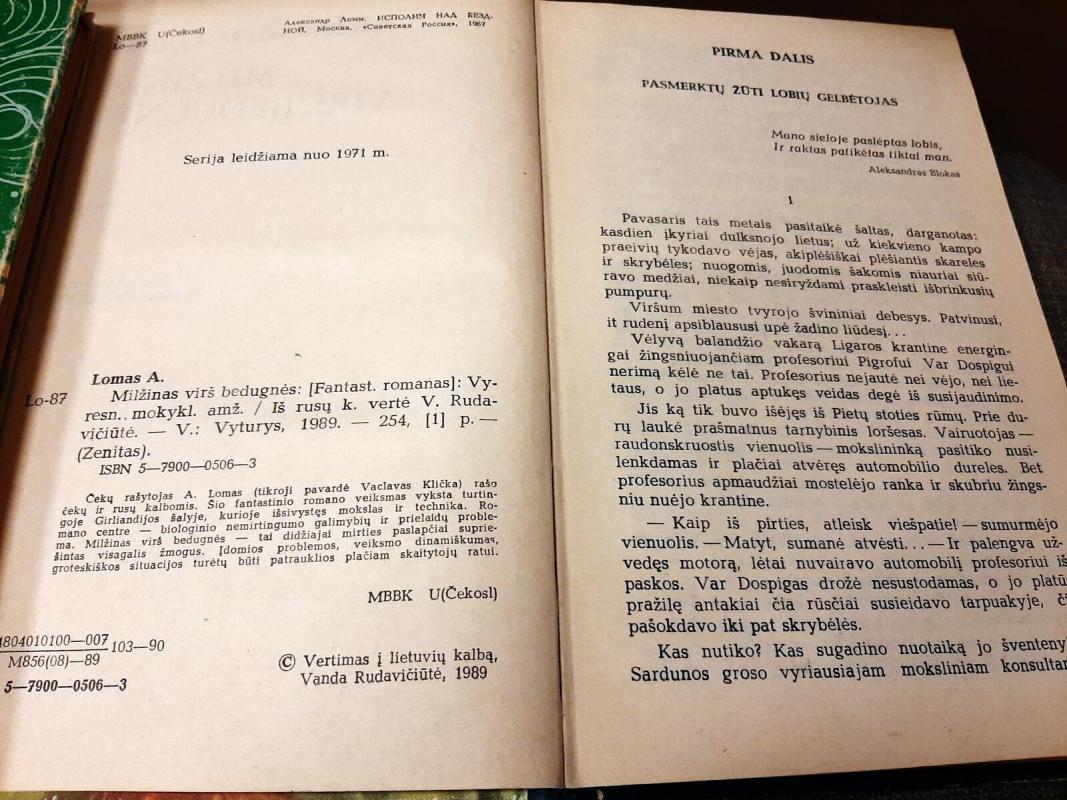 MBBK U(Čekosl)
Lo—87
Александр Ломм. ИСПОЛИН НАД БЕЗД-
НОЙ. Москва, «Советская Россия», 1967
Serija leidžiama nuo 1971 m.
Lomas A.
Lo-87
Milžinas virš bedugnės: [Fantast. romanas]: Vy-
resn. mokykl. amž. / Iš rusų k. vertė V. Ruda-
vičiūtė. — V.: Vyturys, 1989. — 254, [1] p. —
(Zenitas).
ISBN 5—7900—0506—3
Čekų rašytojas A. Lomas (tikroji pavardė Vaclavas Klička) rašo
čekų ir rusų kalbomis. Šio fantastinio romano veiksmas vyksta turtin-
goje Girliandijos šalyje, kurioje išsivystęs mokslas ir technika. Ro-
mano centre — biologinio nemirtingumo galimybių ir prielaidų proble-
ma. Milžinas virš bedugnės — tai didžiajai mirties paslapčiai suprie-
šintas visagalis žmogus. Įdomios problemos, veiksmo dinamiškumas,
groteskiškos situacijos turėtų būti patrauklios plačiam skaitytojų ratui.
MBBK U(Čekosl)
4804010100—007
M856(08)—89
103—90
5—7900—0506—3
© Vertimas į lietuvių kalbą,
Vanda Rudavičiūtė, 1989
PIRMA DALIS
PASMERKTŲ ŽŪTI LOBIŲ GELBĖTOJAS
Mano sieloje paslėptas lobis,
Ir raktas patikėtas tiktai man.
Aleksandras Blokas
1
Pavasaris tais metais pasitaikė šaltas, darganotas:
kasdien įkyriai dulksnojo lietus; už kiekvieno kampo
praeivių tykodavo vėjas, akiplėšiškai plėšiantis skareles
ir skrybėles; nuogomis, juodomis šakomis niauriai siū-
ravo medžiai, niekaip nesiryždami praskleisti išbrinkusių
pumpurų.
Viršum miesto tvyrojo švininiai debesys. Patvinusi,
it rudenį apsiblaususi upė žadino liūdesį...
Vėlyvą balandžio vakarą Ligaros krantine energin-
gai žingsniuojančiam profesoriui Pigrofui Var Dospigui
nerimą kėlė ne tai. Profesorius nejautė nei vėjo, nei lie-
taus, o jo platus aptukęs veidas degė iš susijaudinimo.
Jis ką tik buvo išėjęs iš Pietų stoties rūmų. Prie du-
rų laukė prašmatnus tarnybinis loršesas. Vairuotojas —
raudonskruostis vienuolis — mokslininką pasitiko nusi-
lenkdamas ir plačiai atvėręs automobilio dureles. Bet
profesorius apmaudžiai mostelėjo ranka ir skubriu žings-
niu nuėjo krantine.
— Kaip iš pirties, atleisk viešpatie! — sumurmėjo
vienuolis. — Matyt, sumanė atvėsti... — Ir palengva už-
vedęs motorą, lėtai nuvairavo automobilį profesoriui iš
paskos. Var Dospigas drožė nesustodamas, o jo platūs
pražilę antakiai čia rūsčiai susieidavo tarpuakyje, či
pašokdavo iki pat skrybėlės.
Kas nutiko? Kas sugadino nuotaiką jo šventeny
Sardunos groso vyriausiajam moksliniam konsultan